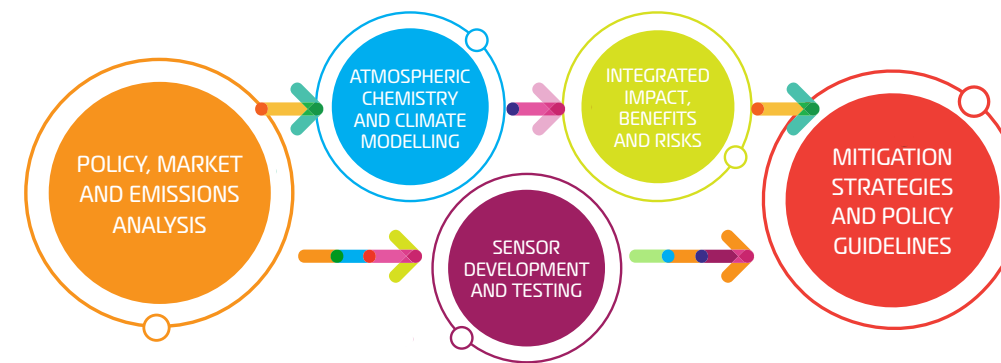 POLICY, MARKET
AND EMISSIONS
ANALYSIS
ATMOSPHERIC
CHEMISTRY
AND CLIMATE
MODELLING
INTEGRATED
IMPACT,
BENEFITS
AND RISKS
SENSOR
DEVELOPMENT
AND TESTING
MITIGATION
STRATEGIES
AND POLICY
GUIDELINES